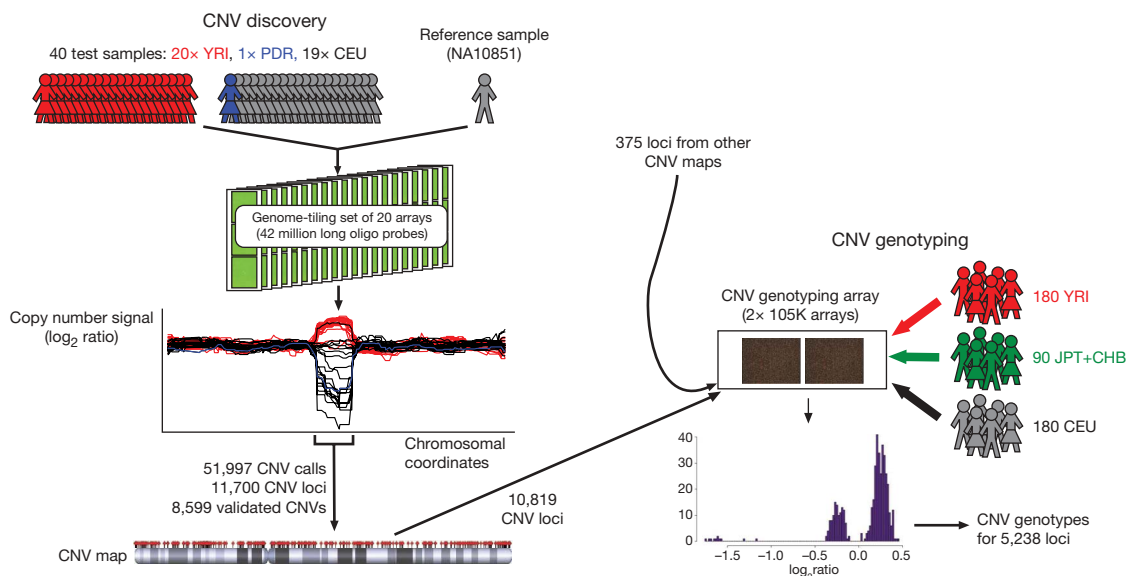 CNV discovery
40 test samples: 20× YRI, 1× PDR, 19× CEU
Reference sample
(NA10851)
Genome-tiling set of 20 arrays
(42 million long oligo probes)
Copy number signal
(log2 ratio)
Chromosomal
coordinates
51,997 CNV calls
11,700 CNV loci
8,599 validated CNVs
CNV map
10,819
CNV loci
375 loci from other
CNV maps
CNV genotyping
CNV genotyping array
(2× 105K arrays)
180 YRI
90 JPT+CHB
180 CEU
40
30
20
10
0
−1.5
−1.0
−0.5
0.0
0.5
log2ratio
CNV genotypes
for 5,238 loci